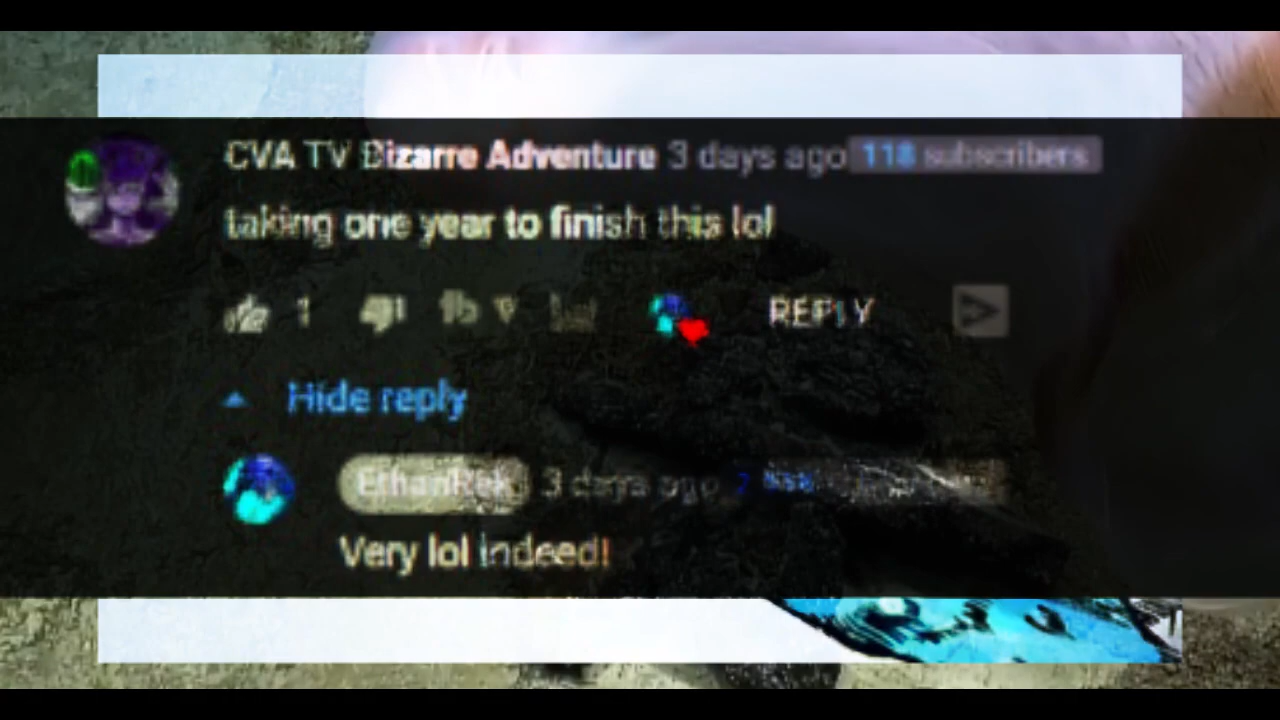 CVA TV Bizarre Adventure 3 days ago 118 subscribers
taking one year to finish this lol
1 REPLY
Hide reply
EthanRek 3 days ago
Very lol indeed!